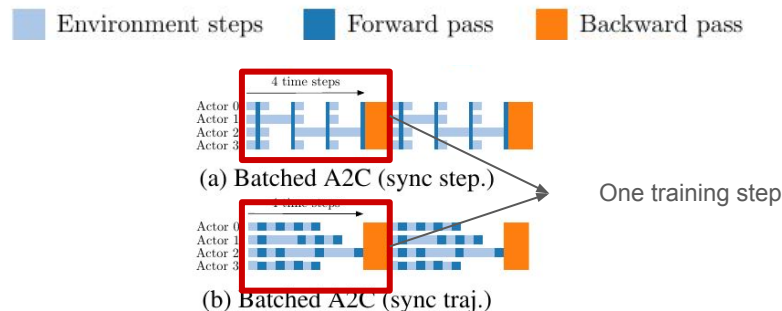 Environment steps Forward pass Backward pass
4 time steps
Actor 0
Actor 1
Actor 2
Actor 3
(a) Batched A2C (sync step.)
One training step
4 time steps
Actor 0
Actor 1
Actor 2
Actor 3
(b) Batched A2C (sync traj.)